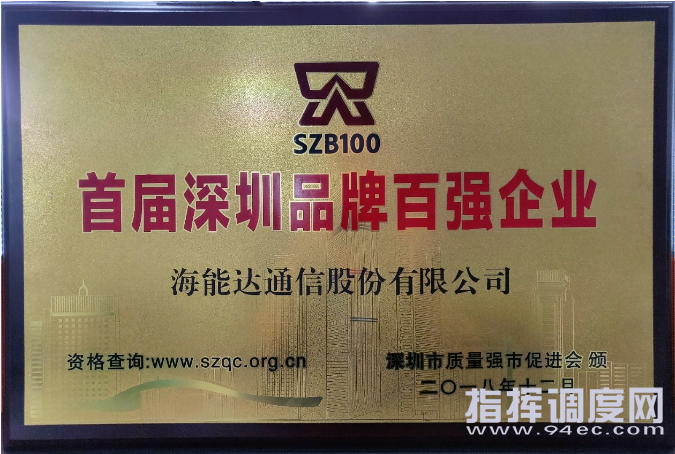 SZB100
首届深圳品牌百强企业
海能达通信股份有限公司
资格查询:www.szqc.org.cn
深圳市质量强市促进会 颁
二〇一八年十二月
指挥调度网
www.94ec.com